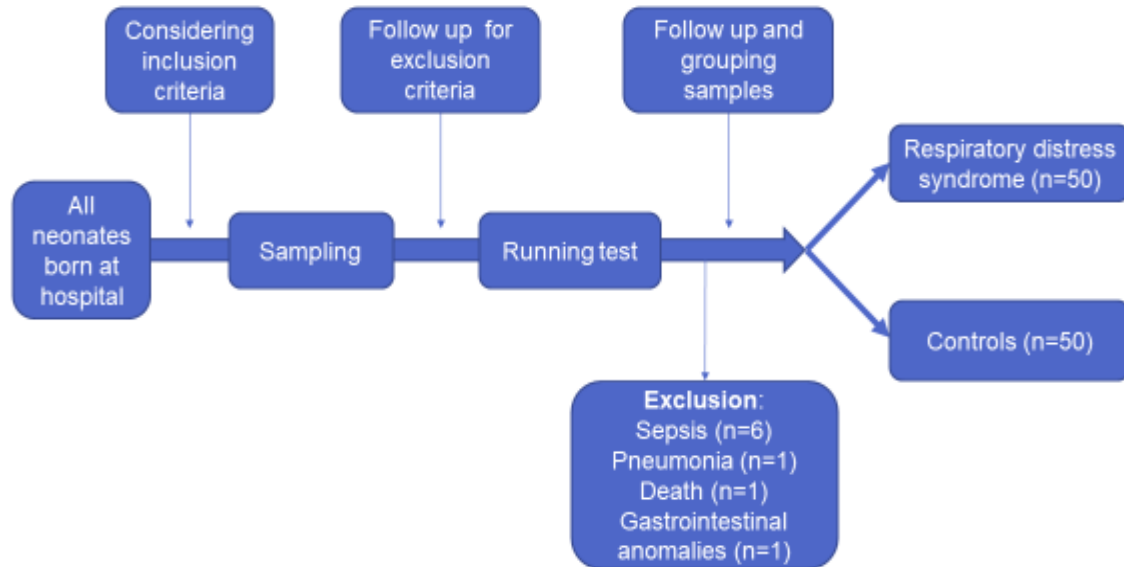 Considering
inclusion
criteria
Follow up for
exclusion
criteria
Follow up and
grouping
samples
All
neonates
born at
hospital
Sampling
Running test
Respiratory distress
syndrome (n=50)
Controls (n=50)
Exclusion:
Sepsis (n=6)
Pneumonia (n=1)
Death (n=1)
Gastrointestinal
anomalies (n=1)